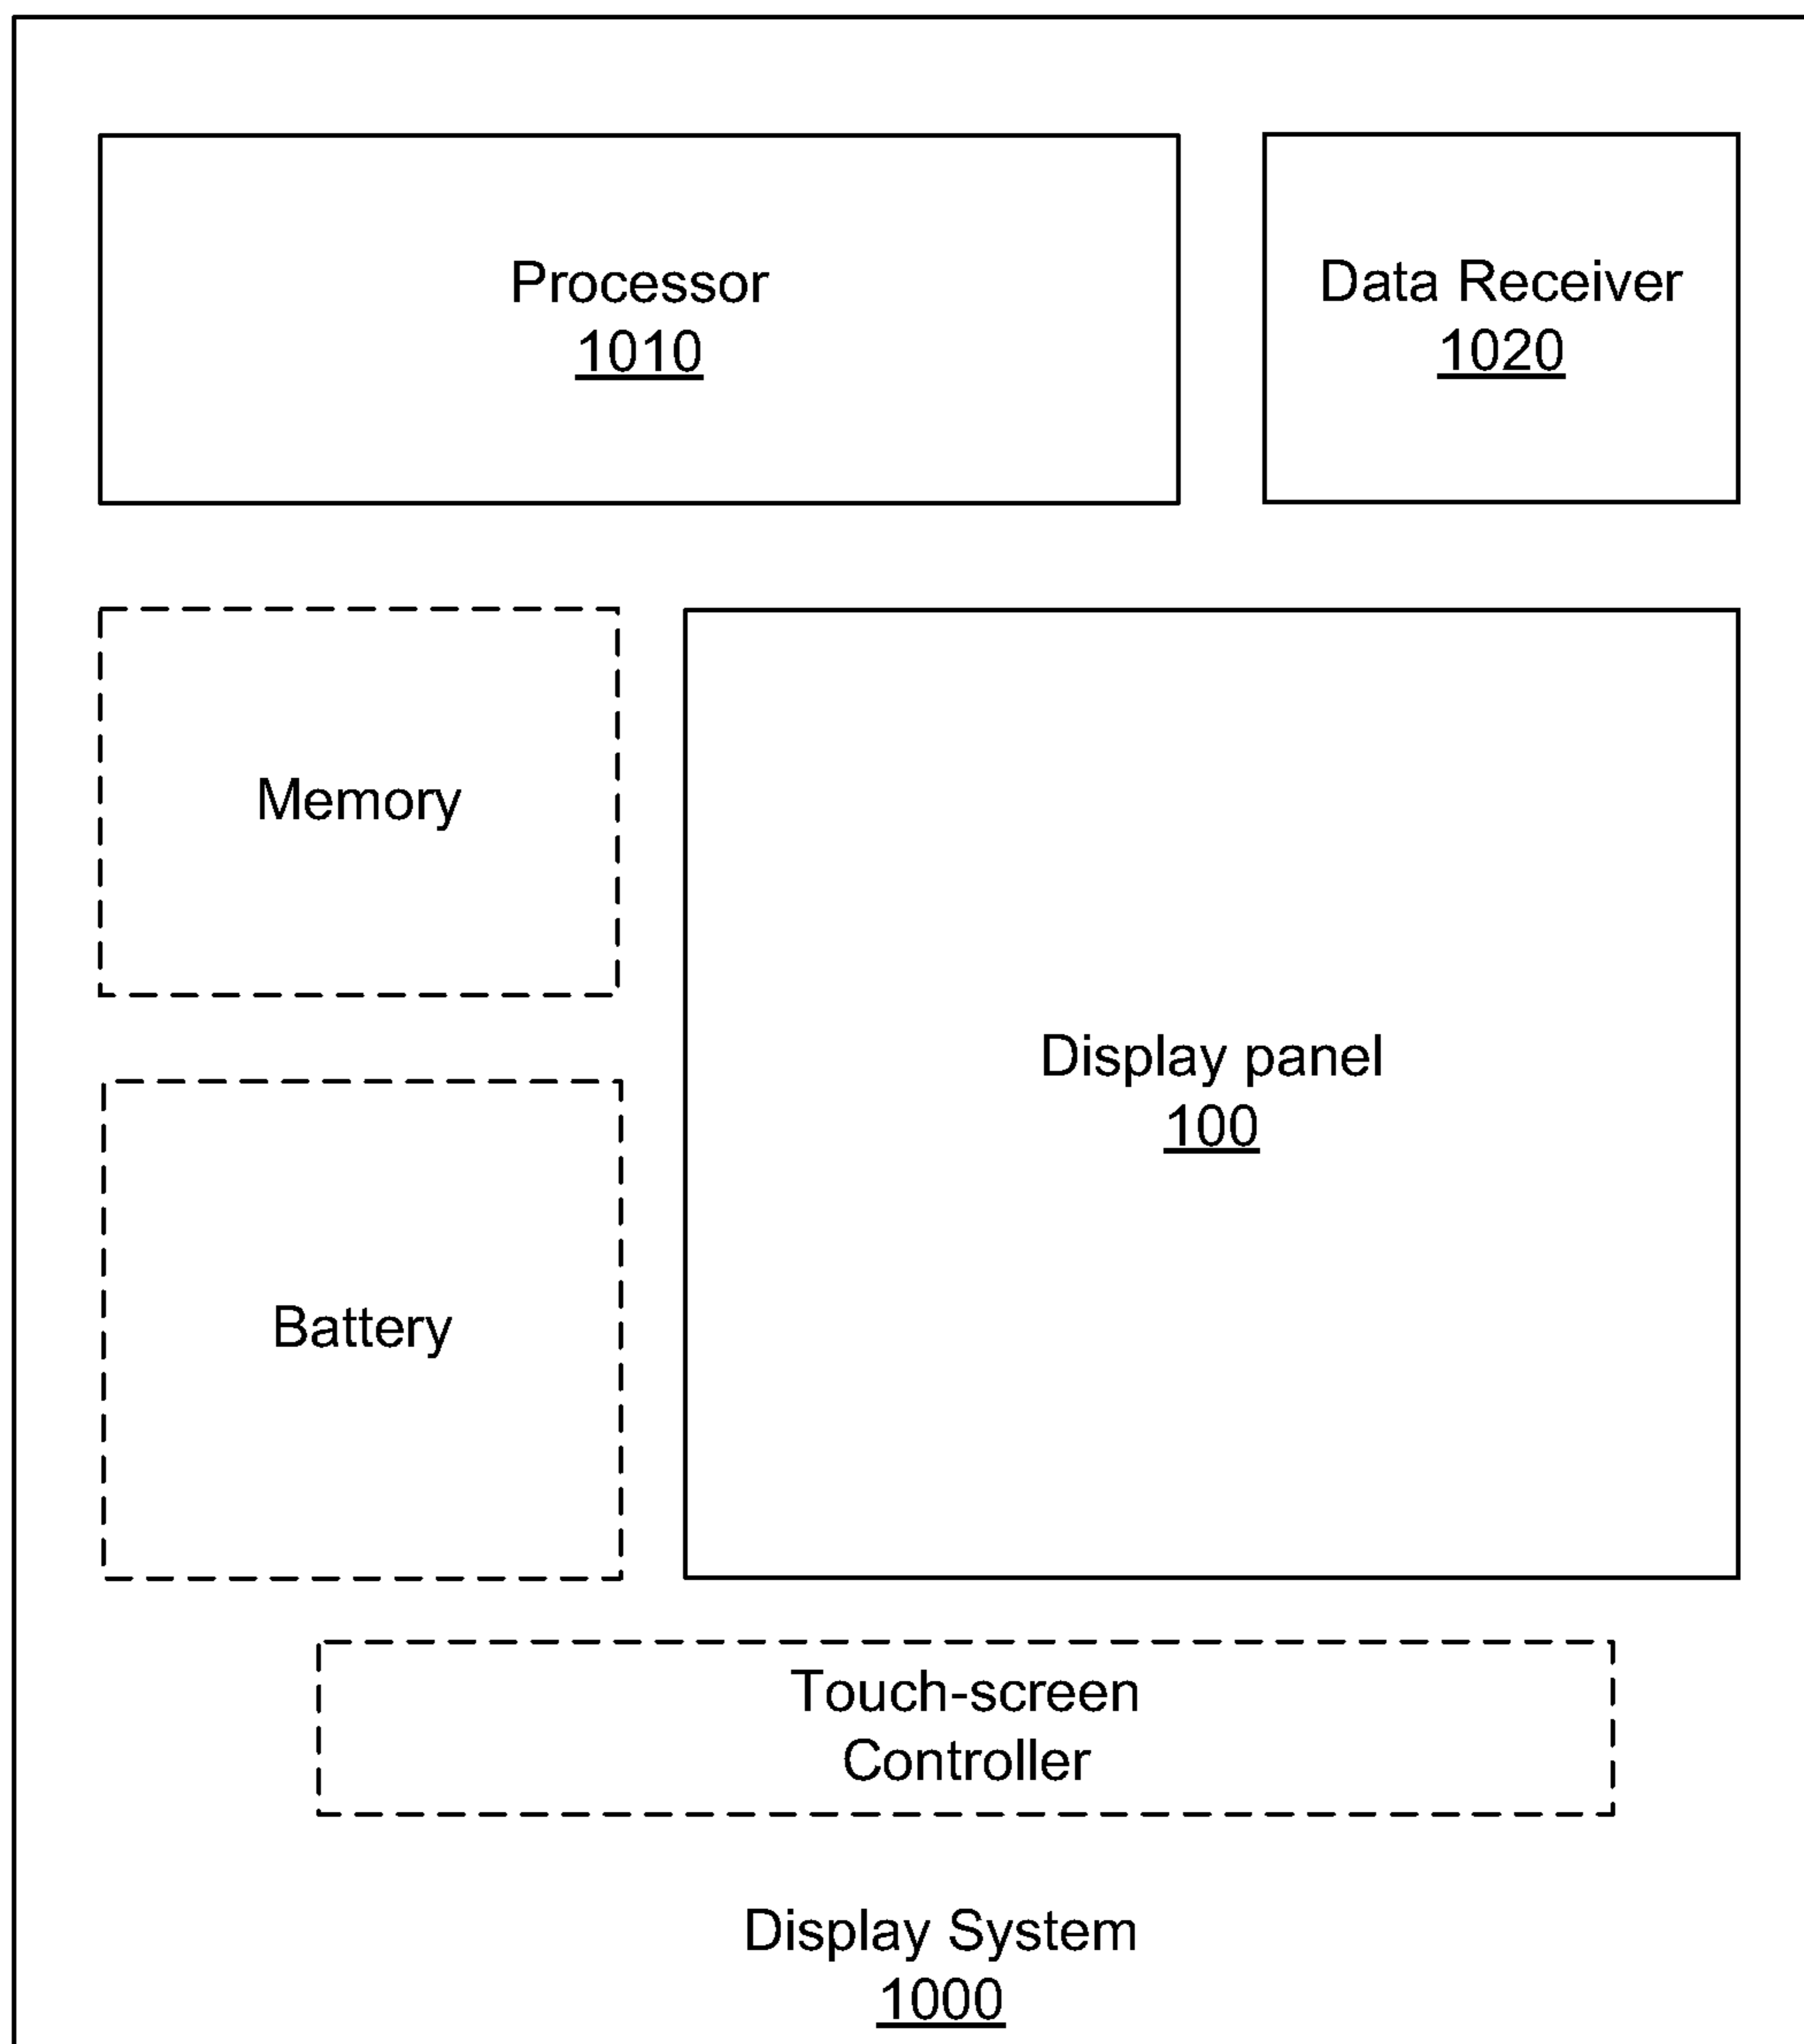 Processor
1010
Data Receiver
1020
Memory
Display panel
100
Battery
Touch-screen
Controller
Display System
1000